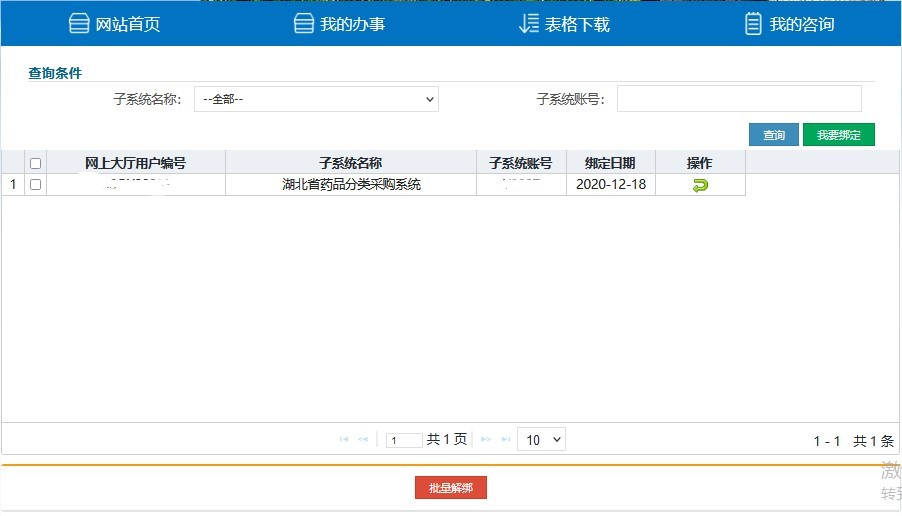 网站首页 我的办事 表格下载 我的咨询
查询条件
子系统名称: --全部-- 子系统账号:
查询 我要绑定
网上大厅用户编号 子系统名称 子系统账号 绑定日期 操作
1 湖北省药品分类采购系统 2020-12-18
1 共 1 页 10 1 - 1 共 1 条
激
转到
批量解绑